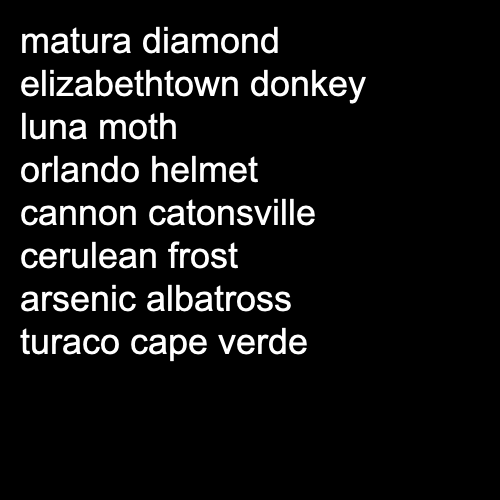 matura diamond
elizabethtown donkey
luna moth
orlando helmet
cannon catonsville
cerulean frost
arsenic albatross
turaco cape verde